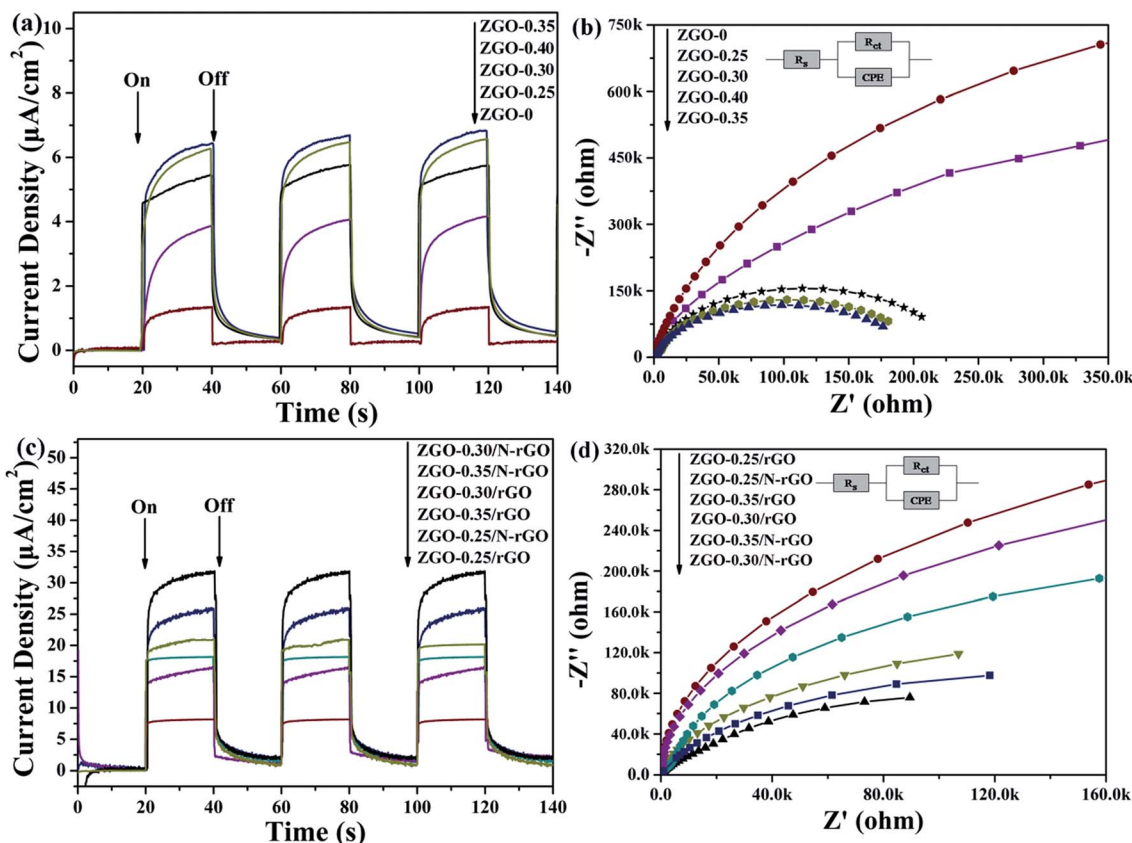 (a)
10
8
6
4
2
0
Current Density (μA/cm²)
On
Off
ZGO-0.35
ZGO-0.40
ZGO-0.30
ZGO-0.25
ZGO-0
0 20 40 60 80 100 120 140
Time (s)
(b)
750k
600k
450k
300k
150k
0
-Z'' (ohm)
ZGO-0
ZGO-0.25
ZGO-0.30
ZGO-0.40
ZGO-0.35
Rs
Rct
CPE
0.0 50.0k 100.0k 150.0k 200.0k 250.0k 300.0k 350.0k
Z' (ohm)
(c)
50
45
40
35
30
25
20
15
10
5
0
Current Density (μA/cm²)
On
Off
ZGO-0.30/N-rGO
ZGO-0.35/N-rGO
ZGO-0.30/rGO
ZGO-0.35/rGO
ZGO-0.25/N-rGO
ZGO-0.25/rGO
0 20 40 60 80 100 120 140
Time (s)
(d)
320.0k
280.0k
240.0k
200.0k
160.0k
120.0k
80.0k
40.0k
0.0
-Z'' (ohm)
ZGO-0.25/rGO
ZGO-0.25/N-rGO
ZGO-0.35/rGO
ZGO-0.30/rGO
ZGO-0.35/N-rGO
ZGO-0.30/N-rGO
Rs
Rct
CPE
0.0 40.0k 80.0k 120.0k 160.0k
Z' (ohm)